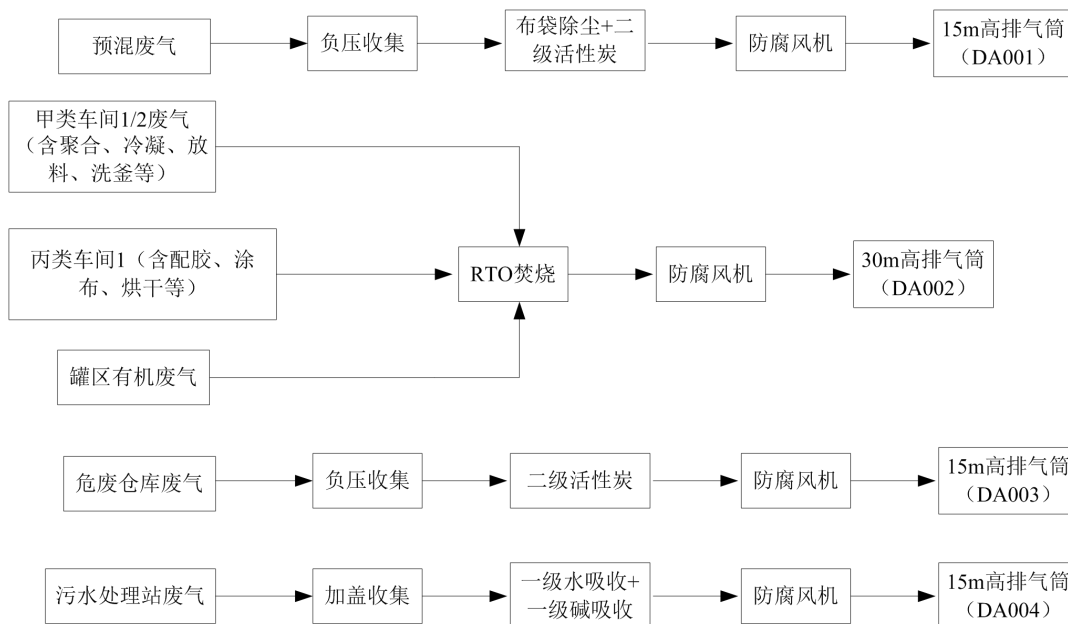 预混废气
负压收集
布袋除尘+二
级活性炭
防腐风机
15m高排气筒
（DA001）
甲类车间1/2废气
（含聚合、冷凝、放
料、洗釜等）
丙类车间1（含配胶、涂
布、烘干等）
RTO焚烧
防腐风机
30m高排气筒
（DA002）
罐区有机废气
危废仓库废气
负压收集
二级活性炭
防腐风机
15m高排气筒
（DA003）
污水处理站废气
加盖收集
一级水吸收+
一级碱吸收
防腐风机
15m高排气筒
（DA004）